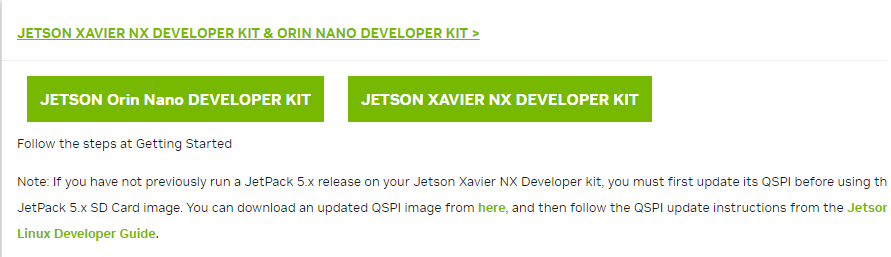 JETSON XAVIER NX DEVELOPER KIT & ORIN NANO DEVELOPER KIT >
JETSON Orin Nano DEVELOPER KIT JETSON XAVIER NX DEVELOPER KIT
Follow the steps at Getting Started
Note: If you have not previously run a JetPack 5.x release on your Jetson Xavier NX Developer kit, you must first update its QSPI before using th
JetPack 5.x SD Card image. You can download an updated QSPI image from here, and then follow the QSPI update instructions from the Jetson
Linux Developer Guide.